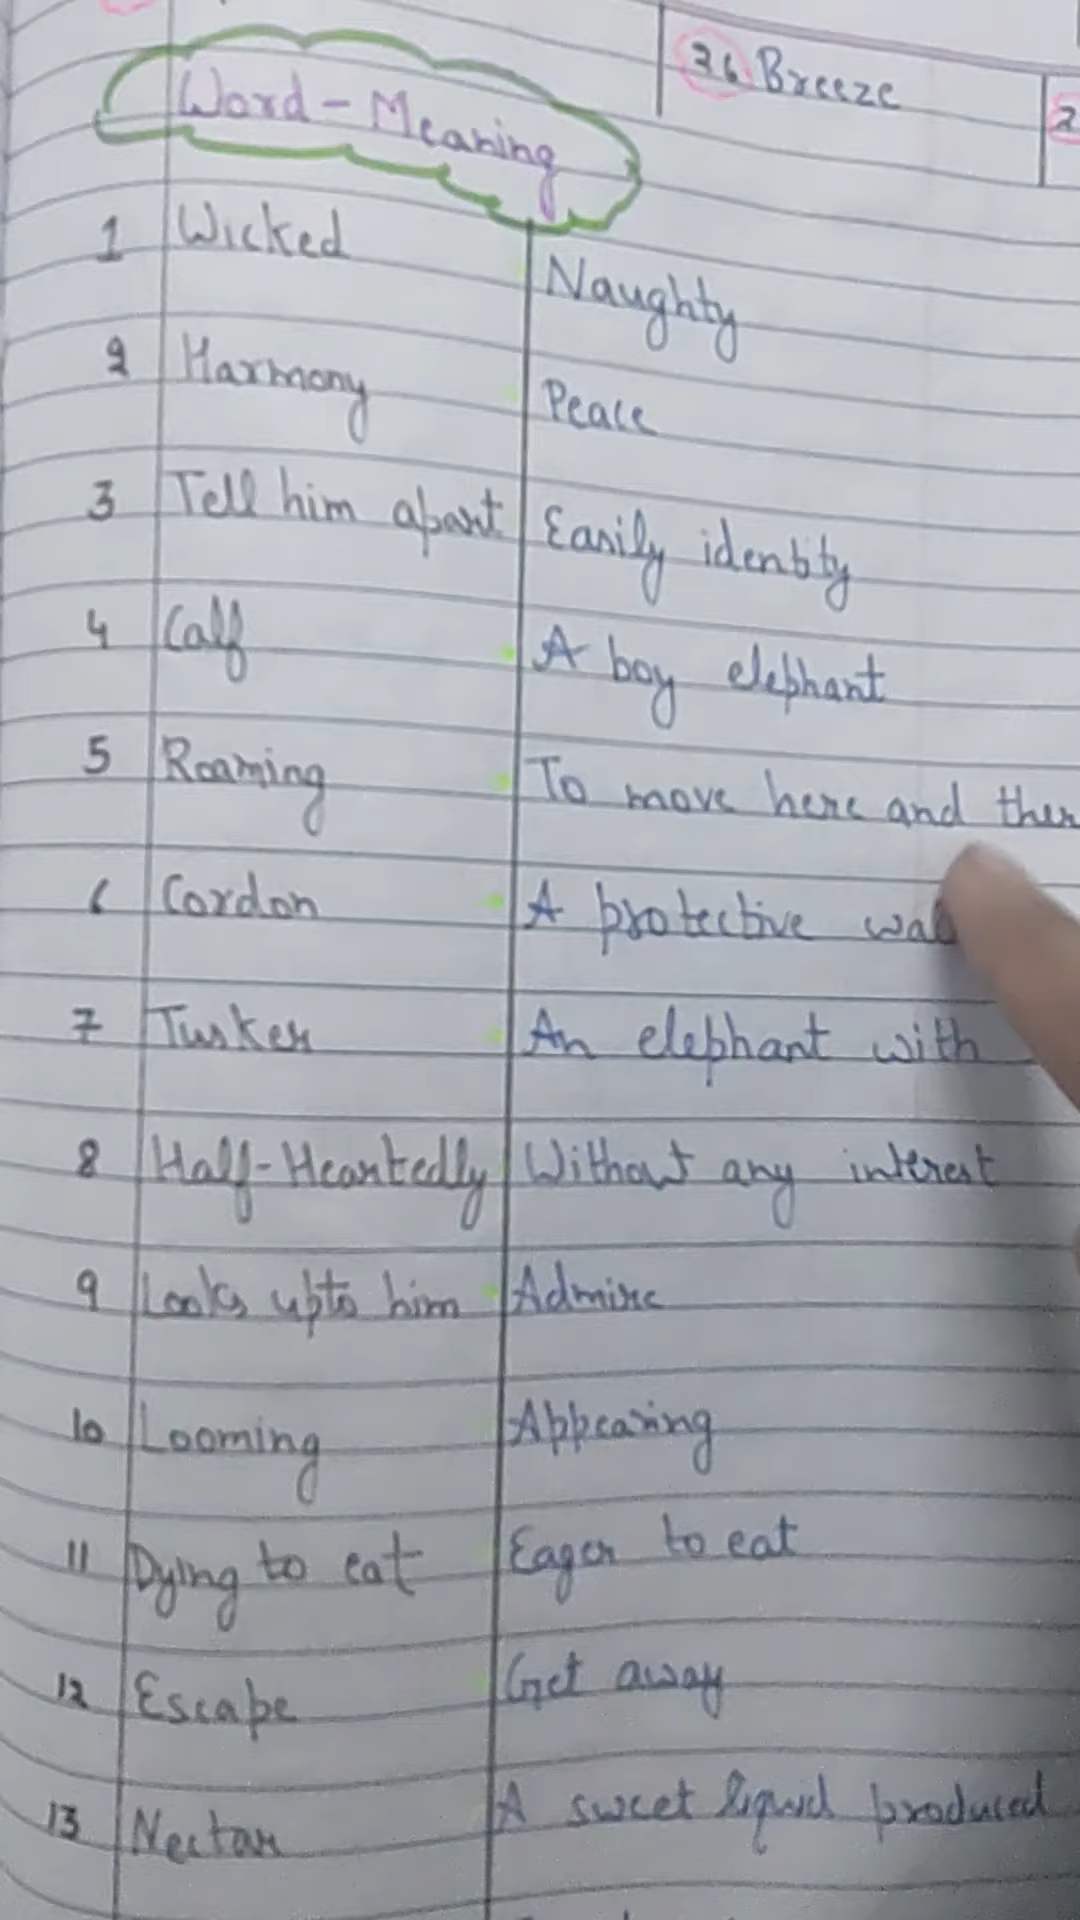 26 Breeze
2
Word - Meaning
1 Wicked Naughty
2 Harmony Peace
3 Tell him apart Easily identity
4 Calf A boy elephant
5 Roaming To move here and ther
6 Cordon A protective wal
7 Tusker An elephant with
8 Half-Heartedly Without any interest
9 Looks upto him Admire
10 Looming Appearing
11 Dying to eat Eager to eat
12 Escape Get away
13 Nectar A sweet liquid produced